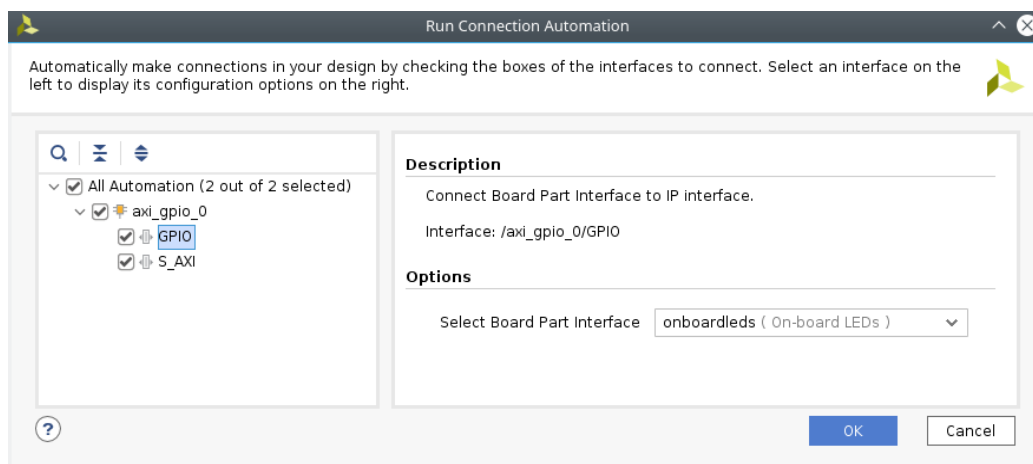 Run Connection Automation
Automatically make connections in your design by checking the boxes of the interfaces to connect. Select an interface on the
left to display its configuration options on the right.
All Automation (2 out of 2 selected)
axi_gpio_0
GPIO
S_AXI
Description
Connect Board Part Interface to IP interface.
Interface: /axi_gpio_0/GPIO
Options
Select Board Part Interface onboardleds ( On-board LEDs )
?
OK Cancel